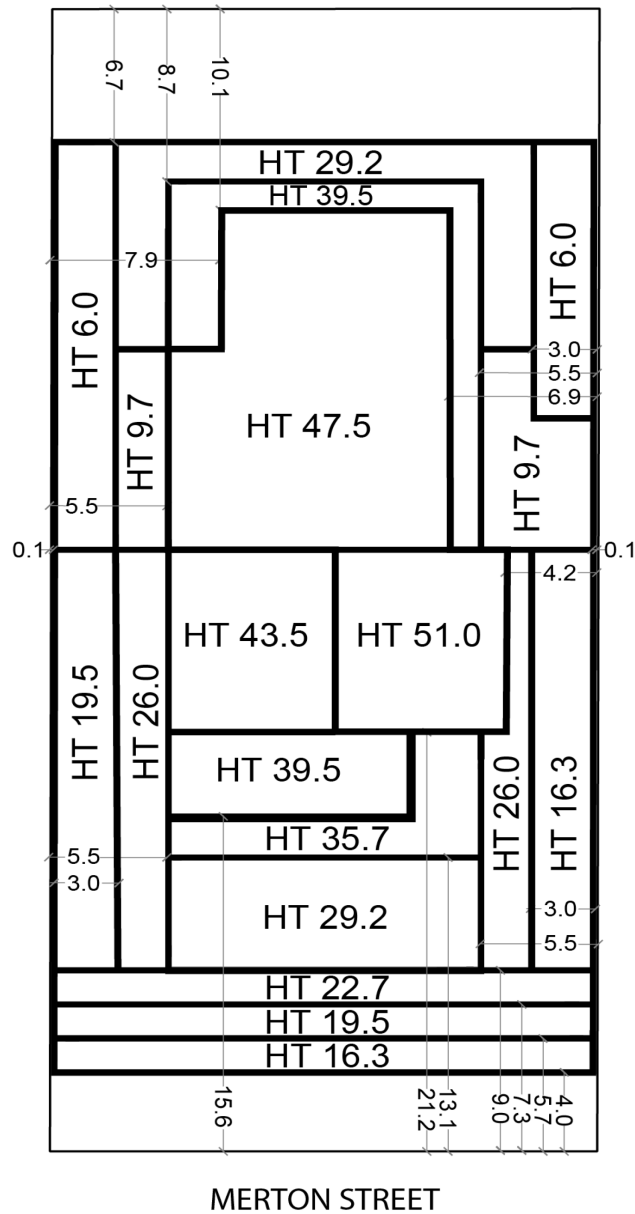 6.7
8.7
10.1
HT 29.2
HT 39.5
7.9
HT 6.0
HT 6.0
3.0
5.5
6.9
HT 9.7
HT 47.5
HT 9.7
5.5
0.1
0.1
4.2
HT 43.5
HT 51.0
HT 19.5
HT 26.0
HT 39.5
HT 26.0
HT 16.3
HT 35.7
5.5
3.0
HT 29.2
3.0
5.5
HT 22.7
HT 19.5
HT 16.3
15.6
21.2
13.1
9.0
7.3
5.7
4.0
MERTON STREET